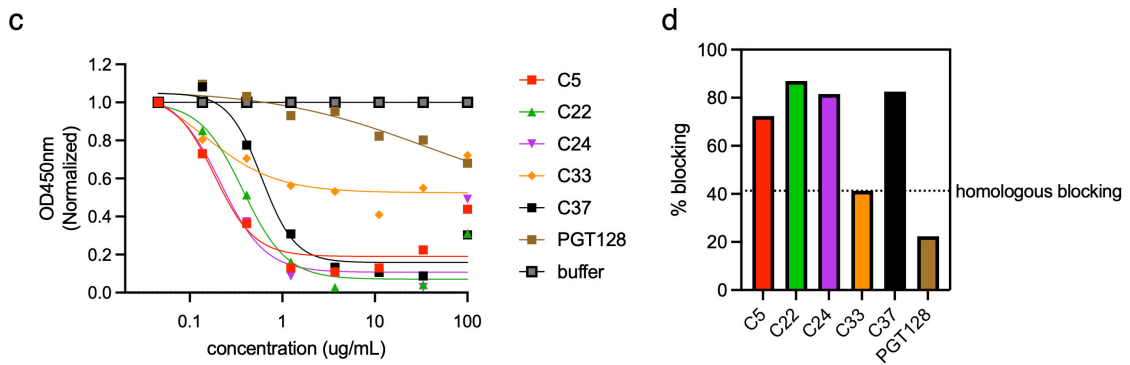 c
OD450nm
(Normalized)
1.2
1.0
0.8
0.6
0.4
0.2
0.0
0.1
1
10
100
concentration (ug/mL)
C5
C22
C24
C33
C37
PGT128
buffer
d
% blocking
100
80
60
40
20
0
homologous blocking
C5
C22
C24
C33
C37
PGT128